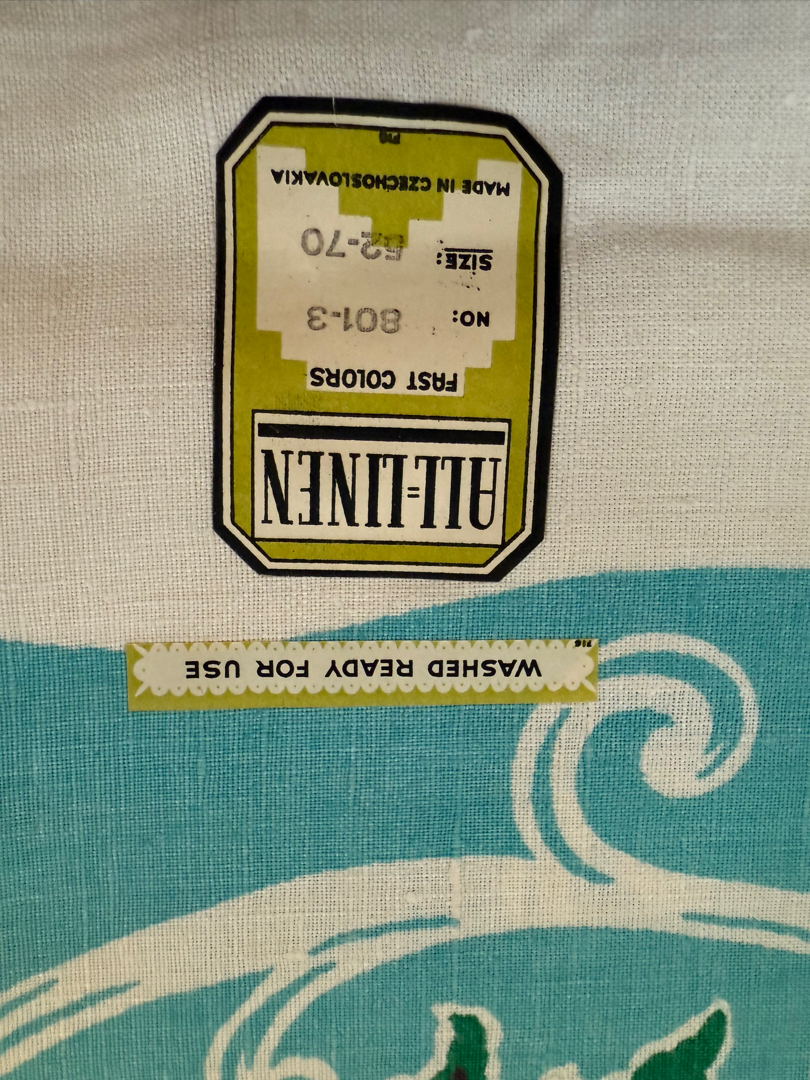 ALL-LINEN
FAST COLORS
NO: 801-3
SIZE: 52-70
MADE IN CZECHOSLOVAKIA
WASHED READY FOR USE